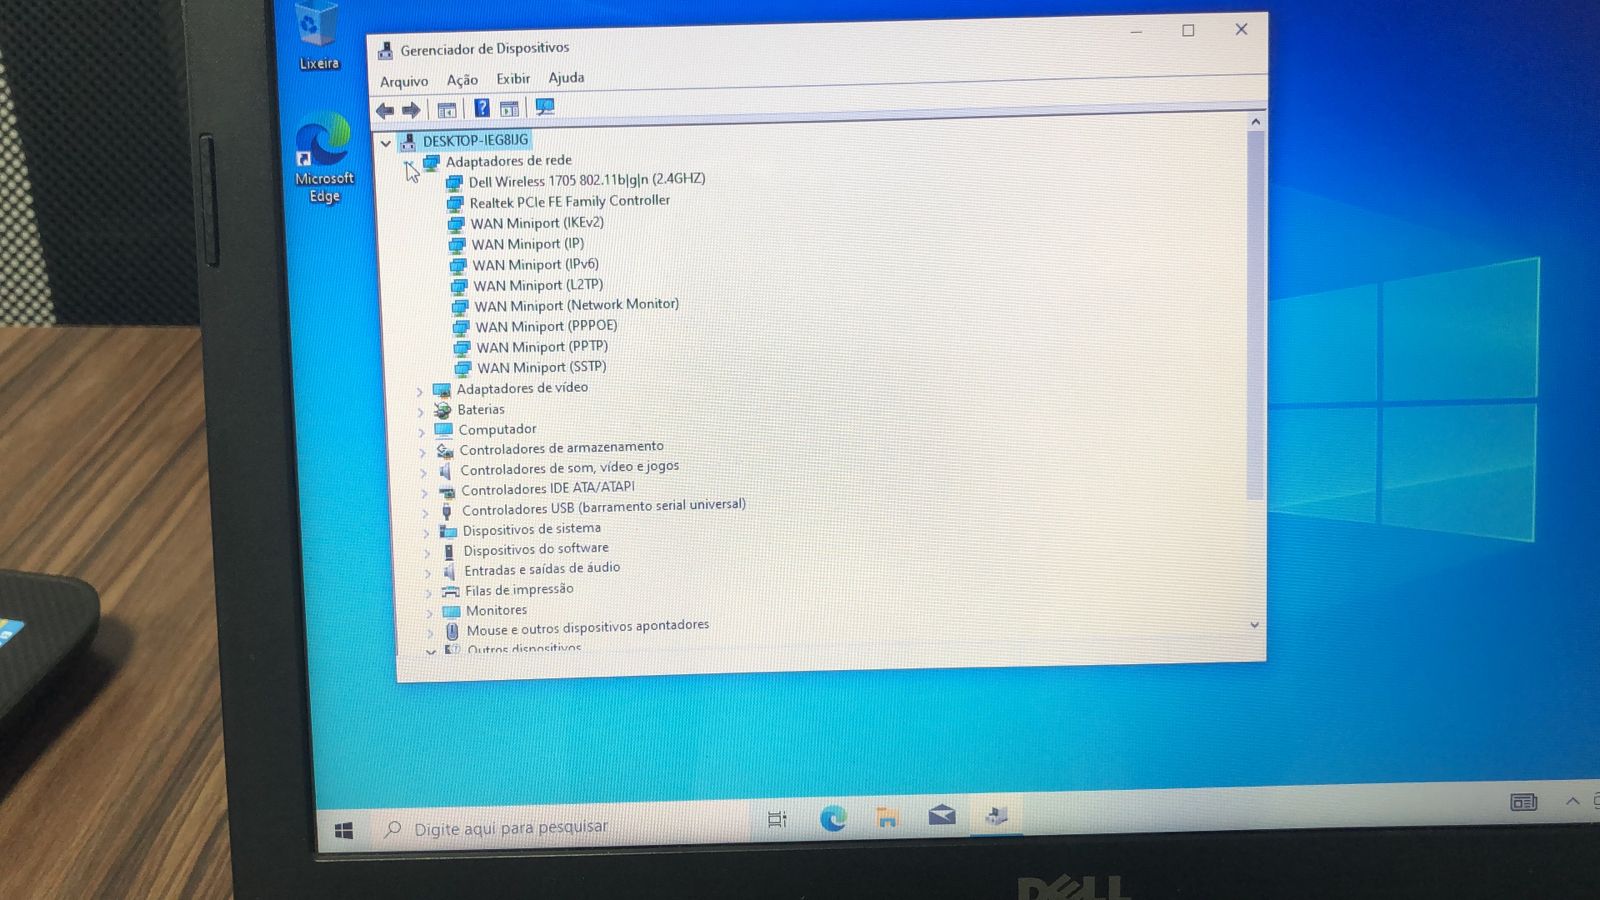 Lixeira
Microsoft
Edge
Gerenciador de Dispositivos
Arquivo Ação Exibir Ajuda
DESKTOP-IEG8IJG
Adaptadores de rede
Dell Wireless 1705 802.11b|g|n (2.4GHZ)
Realtek PCIe FE Family Controller
WAN Miniport (IKEv2)
WAN Miniport (IP)
WAN Miniport (IPv6)
WAN Miniport (L2TP)
WAN Miniport (Network Monitor)
WAN Miniport (PPPOE)
WAN Miniport (PPTP)
WAN Miniport (SSTP)
Adaptadores de vídeo
Baterias
Computador
Controladores de armazenamento
Controladores de som, vídeo e jogos
Controladores IDE ATA/ATAPI
Controladores USB (barramento serial universal)
Dispositivos de sistema
Dispositivos do software
Entradas e saídas de áudio
Filas de impressão
Monitores
Mouse e outros dispositivos apontadores
Outros dispositivos
Digite aqui para pesquisar
DELL